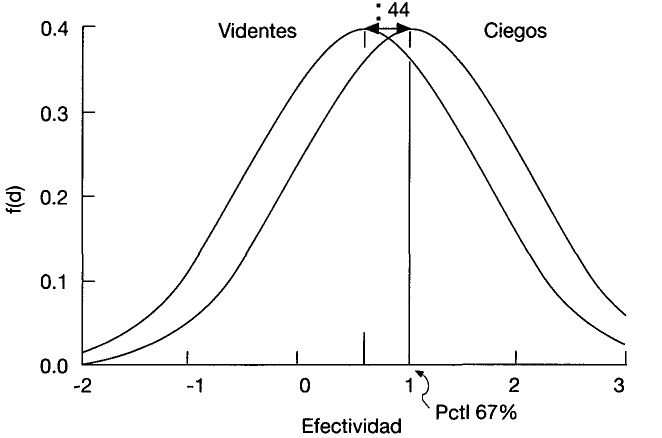 : 44
Videntes
Ciegos
0.4
0.3
0.2
0.1
0.0
f(d)
-2 -1 0 1 2 3
Pctl 67%
Efectividad